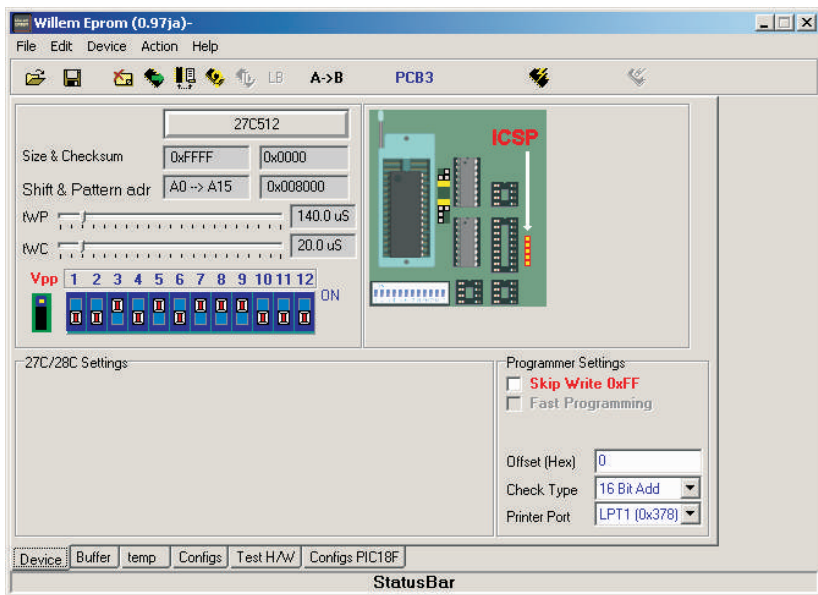 Willem Eprom (0.97ja)-
File Edit Device Action Help
LB A->B PCB3
27C512
Size & Checksum 0xFFFF 0x0000
Shift & Pattern adr A0 --> A15 0x008000
tWP 140.0 uS
tWC 20.0 uS
Vpp 1 2 3 4 5 6 7 8 9 10 11 12
ON
ICSP
27C/28C Settings
Programmer Settings
Skip Write 0xFF
Fast Programming
Offset (Hex) 0
Check Type 16 Bit Add
Printer Port LPT1 (0x378)
Device Buffer temp Configs Test H/W Configs PIC18F
StatusBar